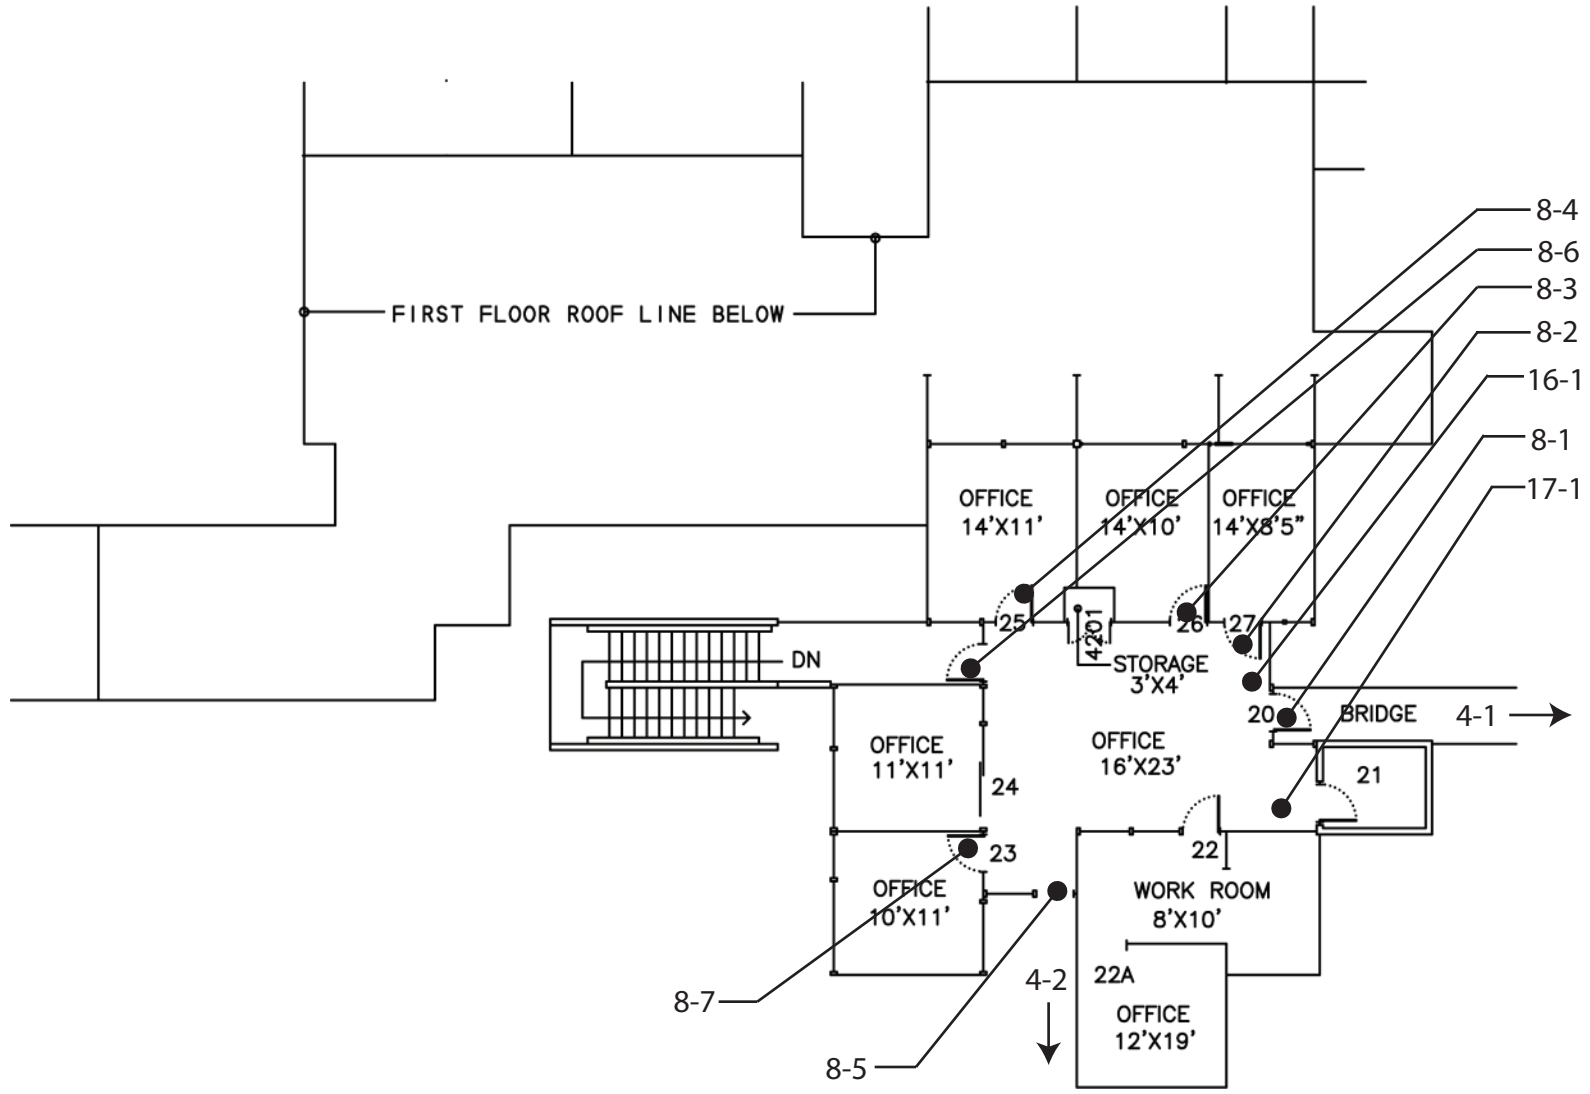 8-4
8-6
8-3
8-2
16-1
8-1
17-1
FIRST FLOOR ROOF LINE BELOW
OFFICE
14'X11'
OFFICE
14'X10'
OFFICE
14'X8'5"
25
4201
26
27
DN
STORAGE
3'X4'
20
BRIDGE
4-1
OFFICE
11'X11'
OFFICE
16'X23'
24
21
23
22
OFFICE
10'X11'
WORK ROOM
8'X10'
22A
4-2
8-7
OFFICE
12'X19'
8-5